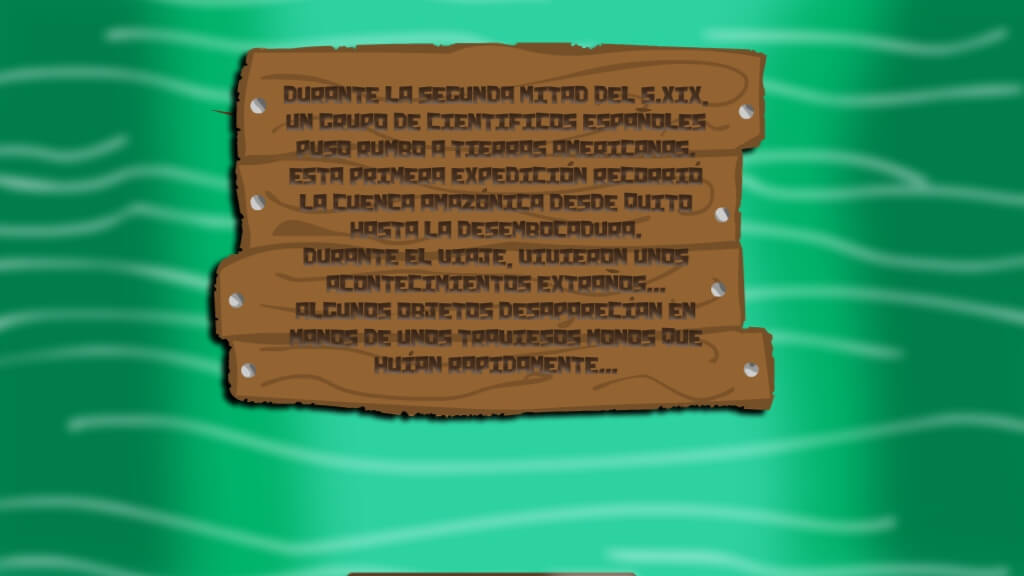 DURANTE LA SEGUNDA MITAD DEL S.XIX,
UN GRUPO DE CIENTIFICOS ESPAÑOLES
PUSO RUMBO A TIERRAS AMERICANAS.
ESTA PRIMERA EXPEDICIÓN RECORRIÓ
LA CUENCA AMAZÓNICA DESDE QUITO
HASTA LA DESEMBOCADURA.
DURANTE EL VIAJE, VIVIERON UNOS
ACONTECIMIENTOS EXTRAÑOS...
ALGUNOS OBJETOS DESAPARECÍAN EN
MANOS DE UNOS TRAVIESOS MONOS QUE
HUÍAN RAPIDAMENTE...